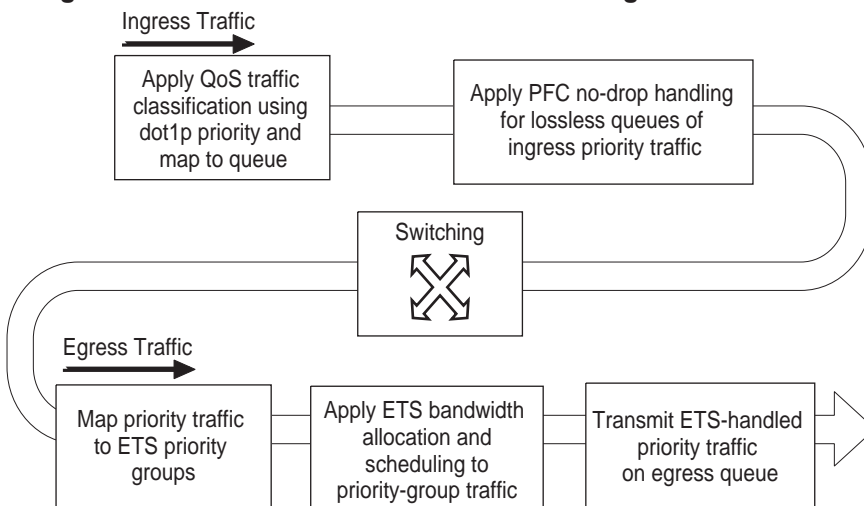 Ingress Traffic
Apply QoS traffic
classification using
dot1p priority and
map to queue
Apply PFC no-drop handling
for lossless queues of
ingress priority traffic
Switching
Egress Traffic
Map priority traffic
to ETS priority
groups
Apply ETS bandwidth
allocation and
scheduling to
priority-group traffic
Transmit ETS-handled
priority traffic
on egress queue